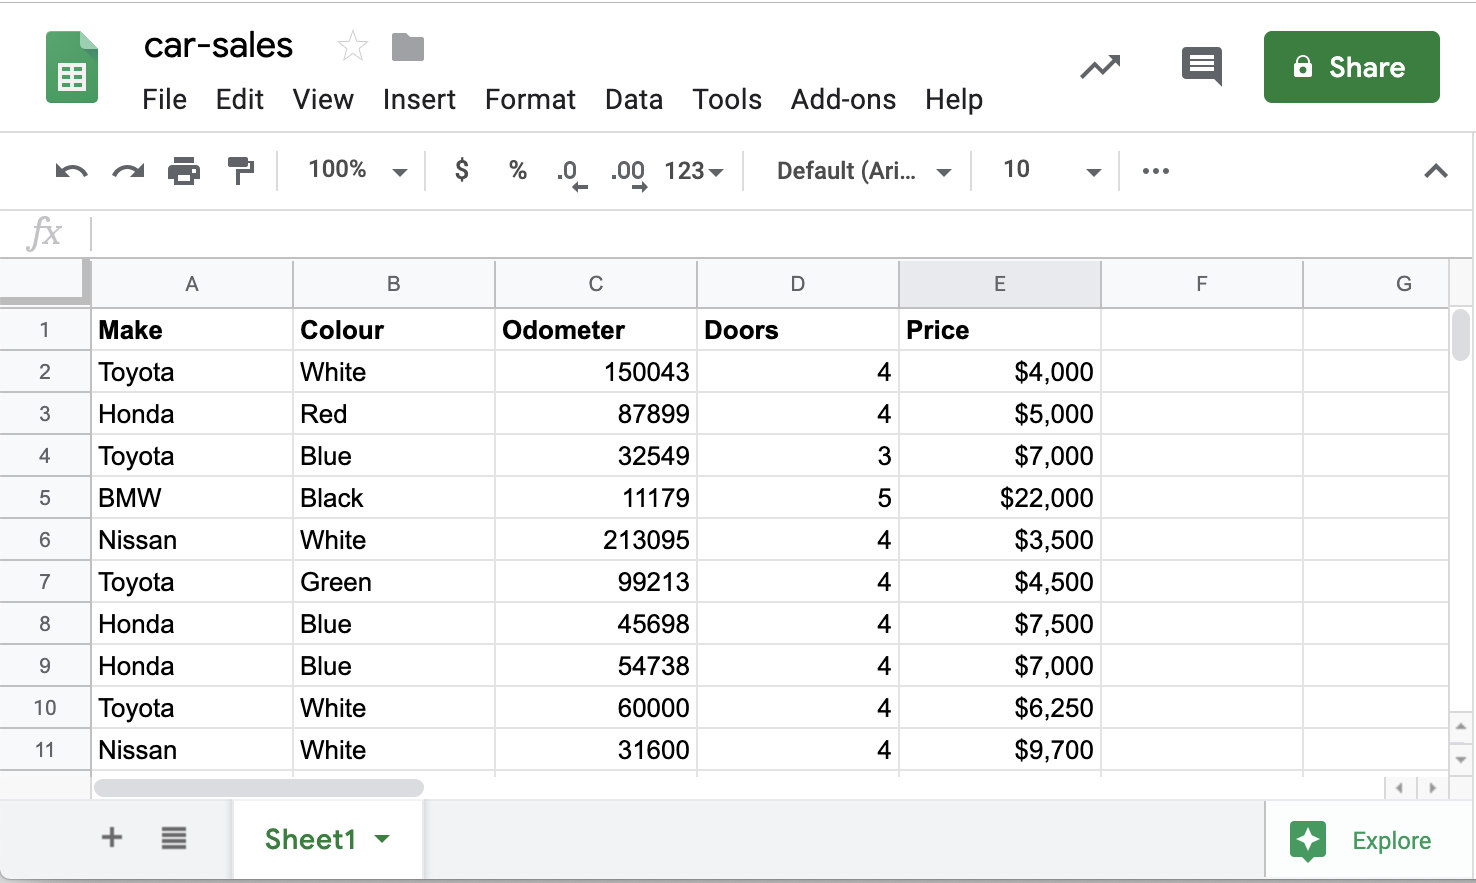 car-sales
File Edit View Insert Format Data Tools Add-ons Help
Share
100% $ % .0 .00 123 Default (Ari... 10
fx
A B C D E F G
1 Make Colour Odometer Doors Price
2 Toyota White 150043 4 $4,000
3 Honda Red 87899 4 $5,000
4 Toyota Blue 32549 3 $7,000
5 BMW Black 11179 5 $22,000
6 Nissan White 213095 4 $3,500
7 Toyota Green 99213 4 $4,500
8 Honda Blue 45698 4 $7,500
9 Honda Blue 54738 4 $7,000
10 Toyota White 60000 4 $6,250
11 Nissan White 31600 4 $9,700
Sheet1
Explore